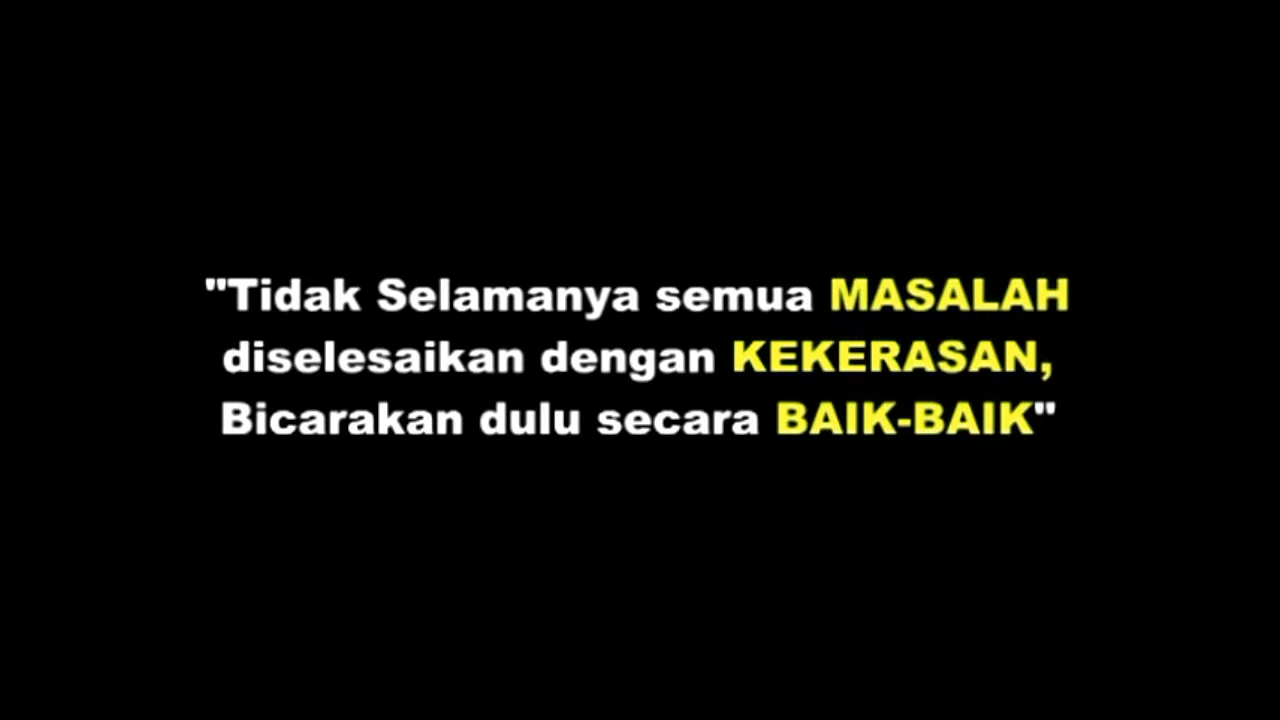 "Tidak Selamanya semua MASALAH
diselesaikan dengan KEKERASAN,
Bicarakan dulu secara BAIK-BAIK"